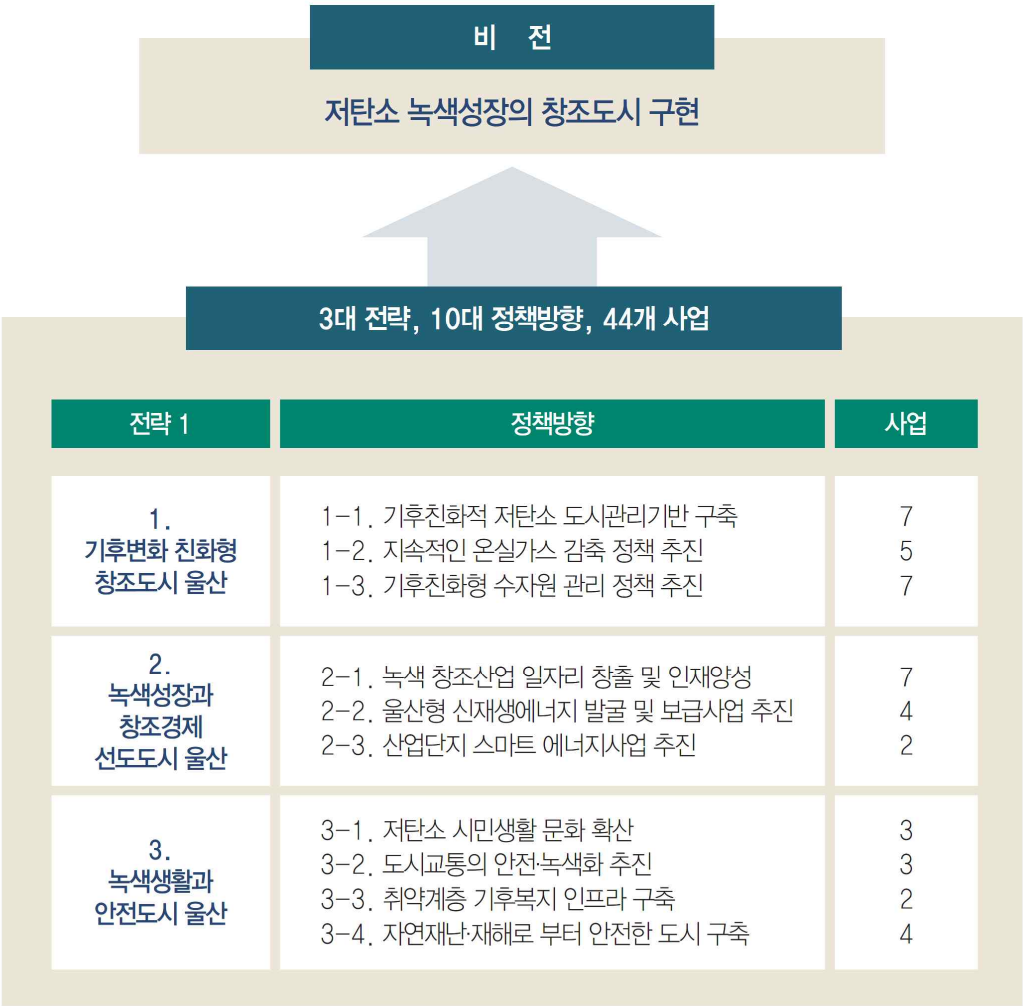 비 전
저탄소 녹색성장의 창조도시 구현
3대 전략, 10대 정책방향, 44개 사업
전략 1 정책방향 사업
1.
기후변화 친화형
창조도시 울산
1-1. 기후친화적 저탄소 도시관리기반 구축 7
1-2. 지속적인 온실가스 감축 정책 추진 5
1-3. 기후친화형 수자원 관리 정책 추진 7
2.
녹색성장과
창조경제
선도도시 울산
2-1. 녹색 창조산업 일자리 창출 및 인재양성 7
2-2. 울산형 신재생에너지 발굴 및 보급사업 추진 4
2-3. 산업단지 스마트 에너지사업 추진 2
3.
녹색생활과
안전도시 울산
3-1. 저탄소 시민생활 문화 확산 3
3-2. 도시교통의 안전·녹색화 추진 3
3-3. 취약계층 기후복지 인프라 구축 2
3-4. 자연재난·재해로 부터 안전한 도시 구축 4